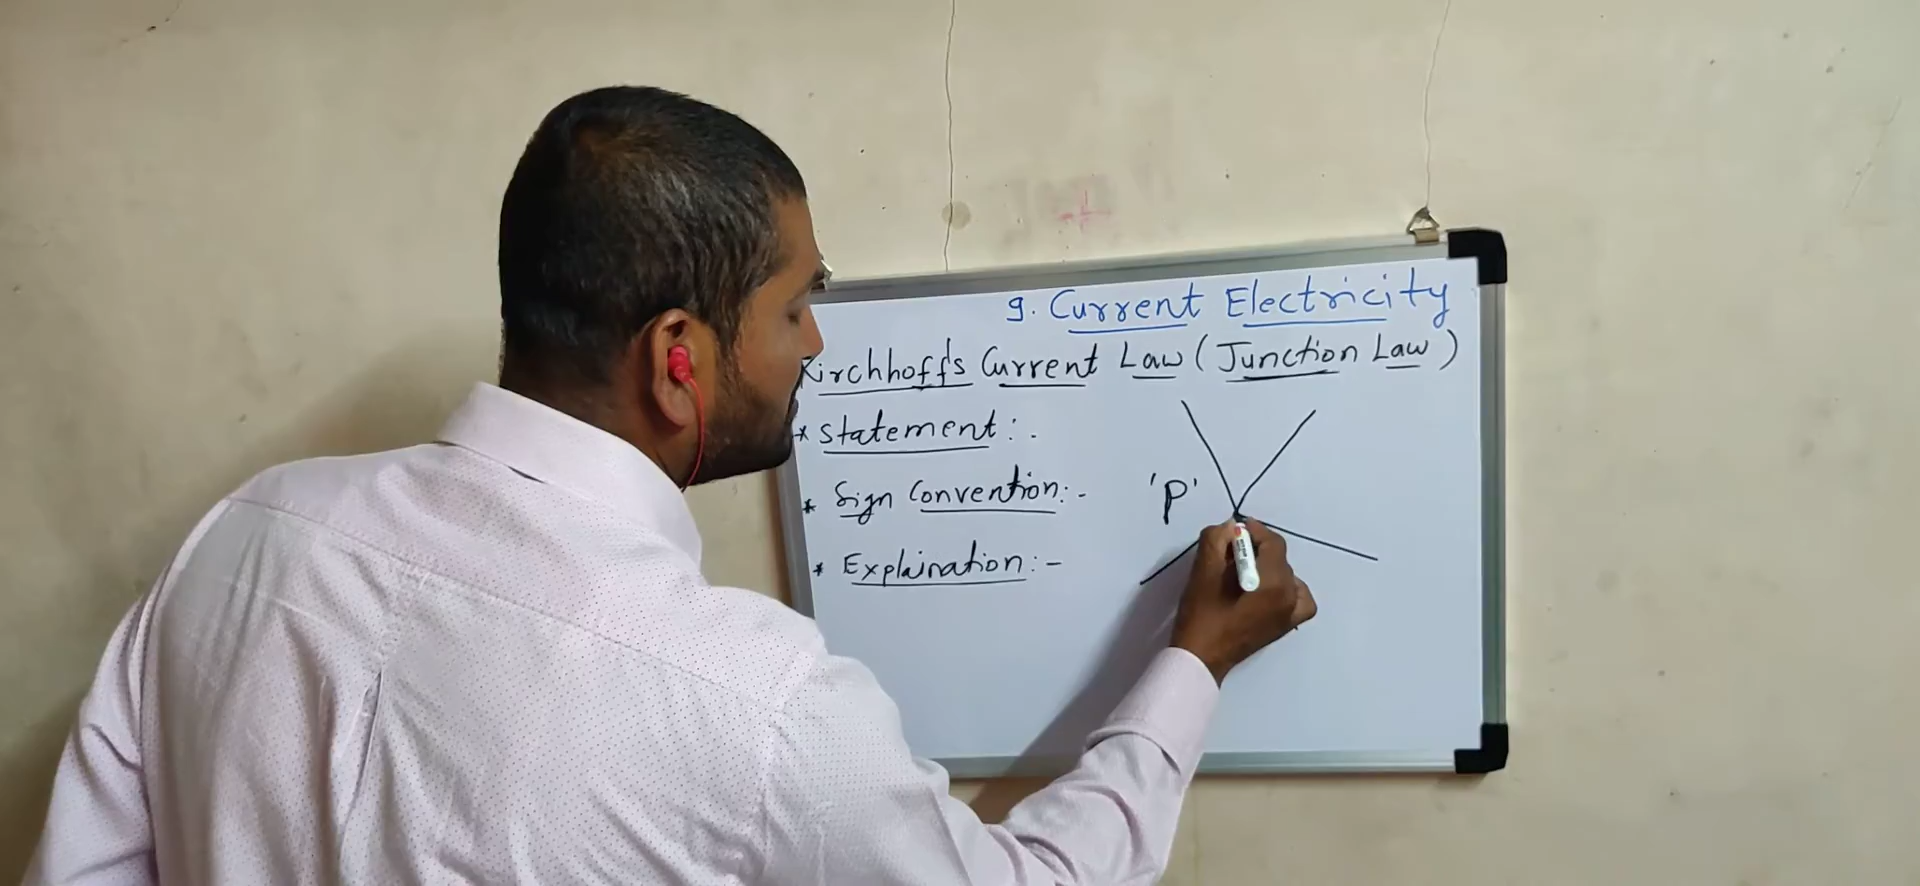 9. Current Electricity
Kirchhoff's Current Law (Junction Law)
* Statement :-
* Sign Convention:-
'P'
* Explaination:-